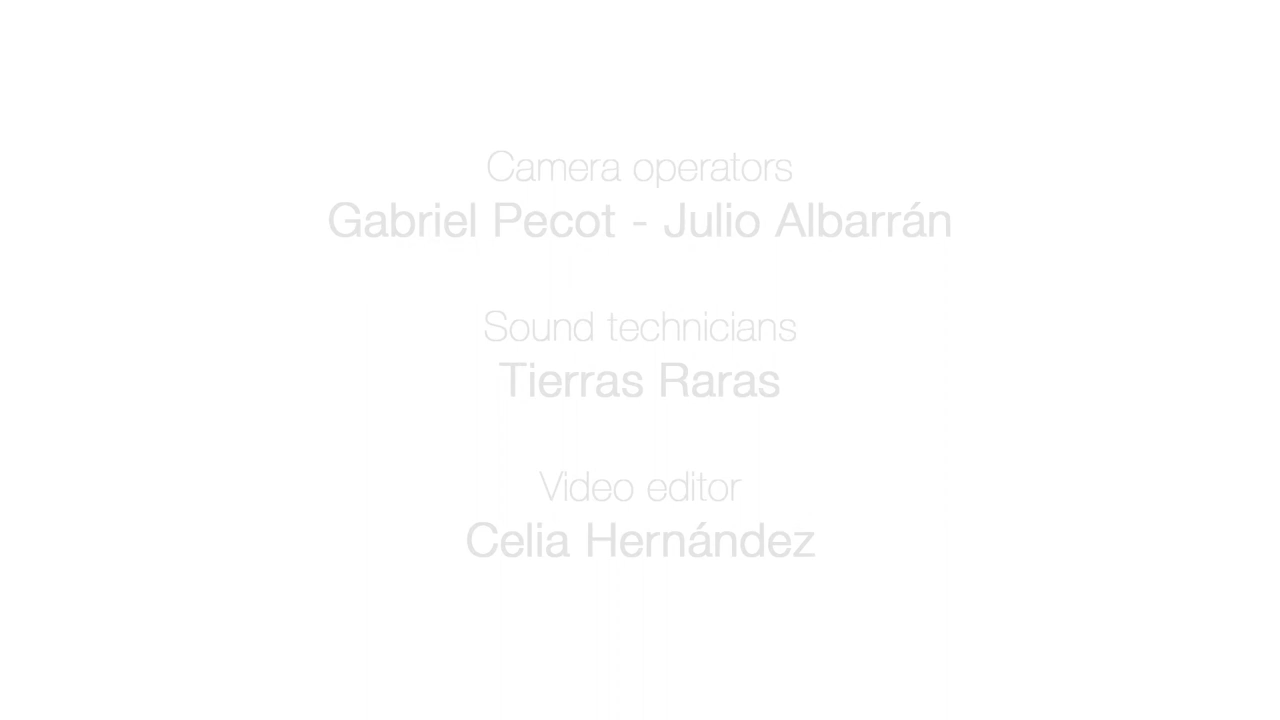 Camera operators
Gabriel Pecot - Julio Albarrán
Sound technicians
Tierras Raras
Video editor
Celia Hernández